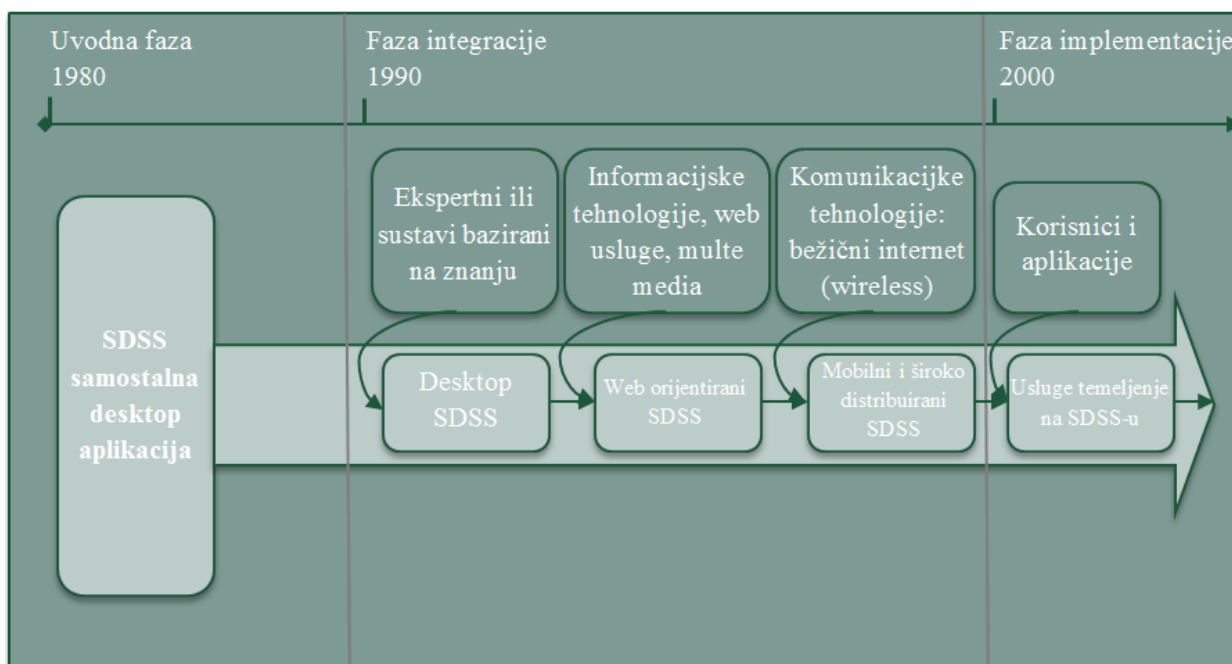 Uvodna faza
1980
Faza integracije
1990
Faza implementacije
2000
SDSS
samostalna
desktop
aplikacija
Ekspertni ili
sustavi bazirani
na znanju
Informacijske
tehnologije, web
usluge, multe
media
Komunikacijke
tehnologije:
bežični internet
(wireless)
Korisnici i
aplikacije
Desktop
SDSS
Web orijentirani
SDSS
Mobilni i široko
distribuirani
SDSS
Usluge temeljenje
na SDSS-u